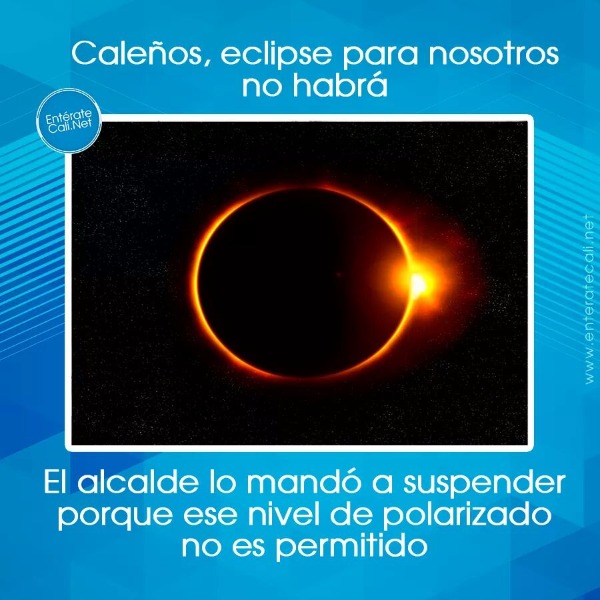 Caleños, eclipse para nosotros
no habrá
Entérate
Cali.Net
www.enteratecali.net
El alcalde lo mandó a suspender
porque ese nivel de polarizado
no es permitido